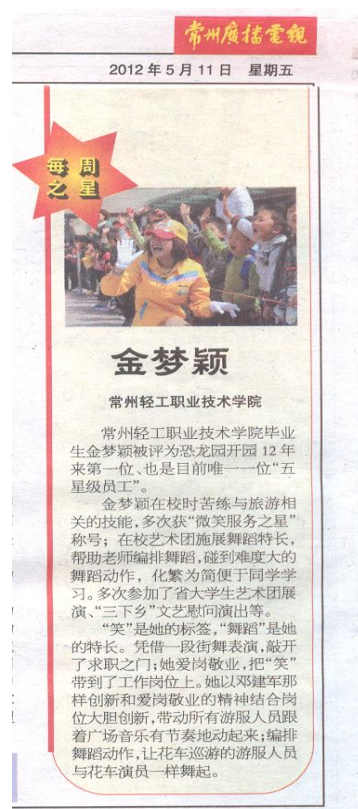 常州廣播電視
2012年5月11日 星期五
每周
之星
金梦颖
常州轻工职业技术学院
常州轻工职业技术学院毕业
生金梦颖被评为恐龙园开园12年
来第一位、也是目前唯一一位“五
星级员工”。
金梦颖在校时苦练与旅游相
关的技能，多次获“微笑服务之星”
称号；在校艺术团施展舞蹈特长，
帮助老师编排舞蹈，碰到难度大的
舞蹈动作，化繁为简便于同学学
习。多次参加了省大学生艺术团展
演、“三下乡”文艺慰问演出等。
“笑”是她的标签，“舞蹈”是她
的特长。凭借一段街舞表演，敲开
了求职之门；她爱岗敬业，把“笑”
带到了工作岗位上。她以邓建军那
样创新和爱岗敬业的精神结合岗
位大胆创新，带动所有游服人员跟
着广场音乐有节奏地动起来；编排
舞蹈动作，让花车巡游的游服人员
与花车演员一样舞起。